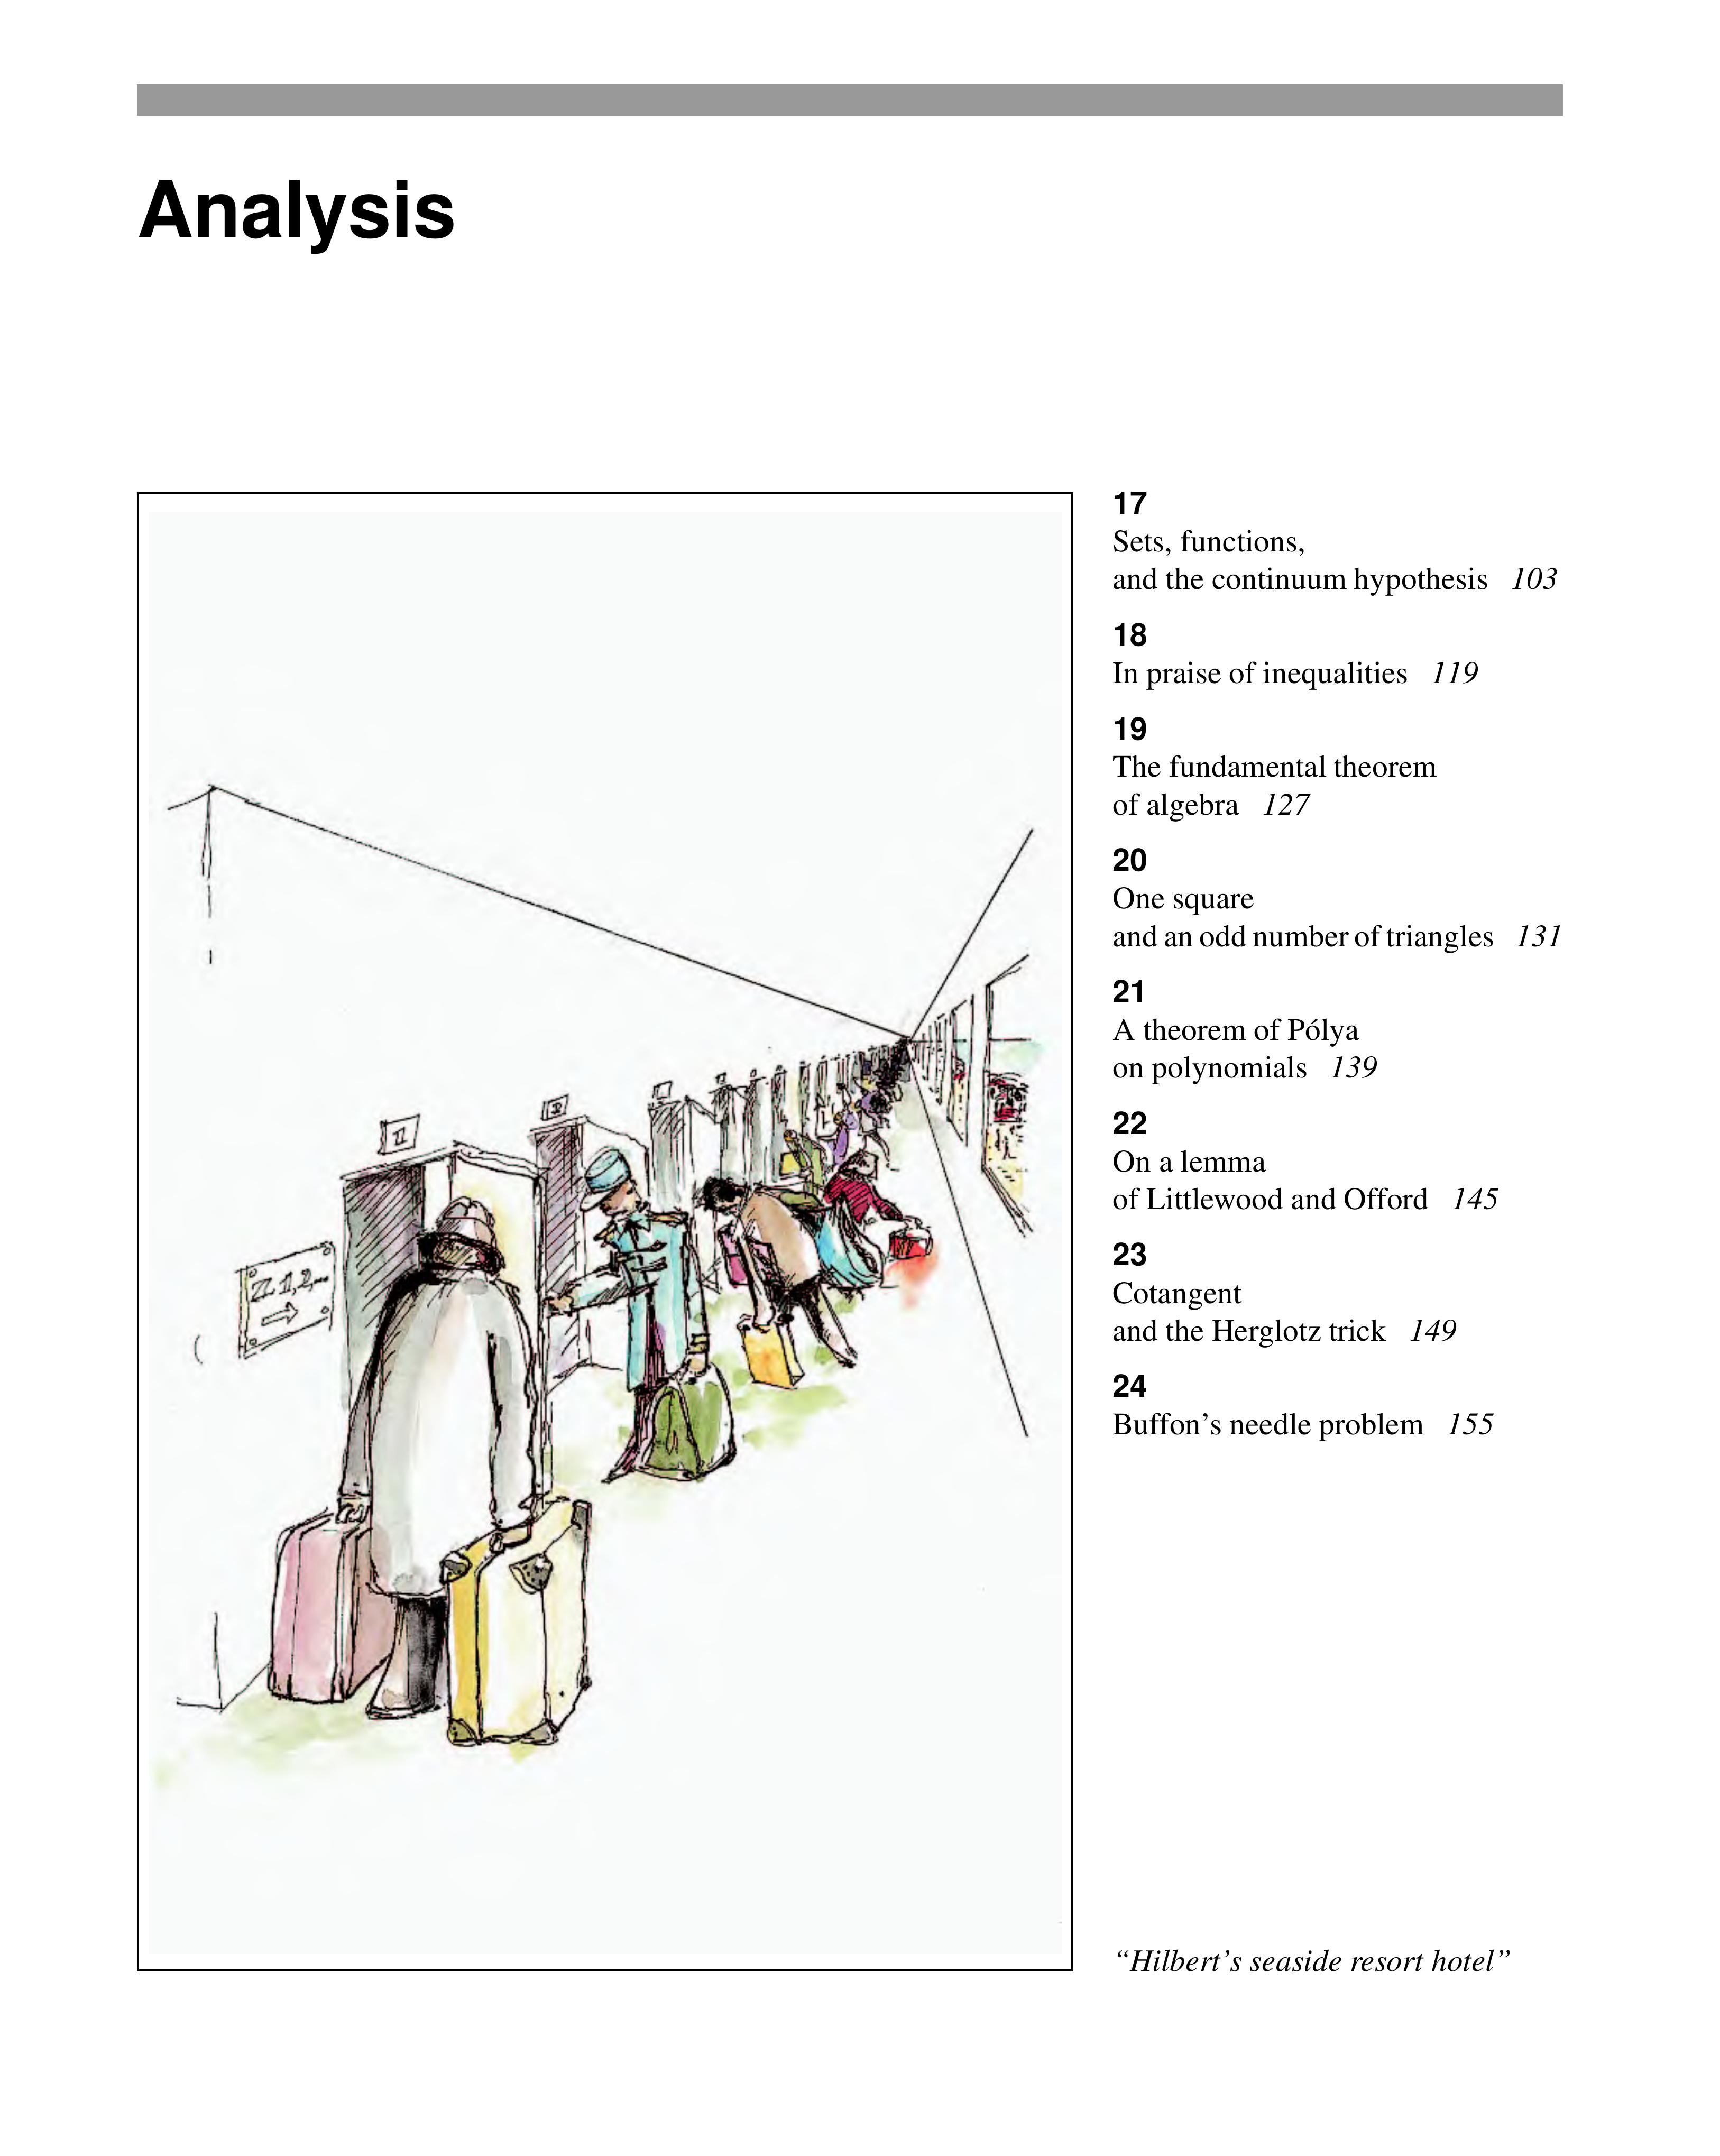 Analysis
17
Sets, functions,
and the continuum hypothesis 103
18
In praise of inequalities 119
19
The fundamental theorem
of algebra 127
20
One square
and an odd number of triangles 131
21
A theorem of Pólya
on polynomials 139
22
On a lemma
of Littlewood and Offord 145
23
Cotangent
and the Herglotz trick 149
24
Buffon's needle problem 155
II
Z.1,2,...
“Hilbert's seaside resort hotel”